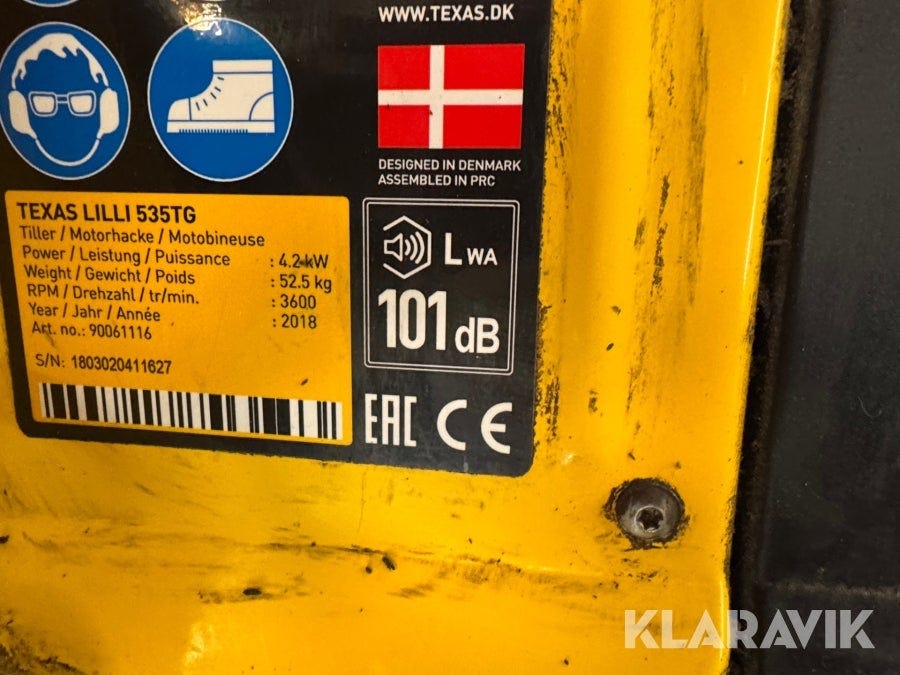 WWW.TEXAS.DK
DESIGNED IN DENMARK
ASSEMBLED IN PRC
TEXAS LILLI 535TG
Tiller / Motorhacke / Motobineuse
Power / Leistung / Puissance : 4.2 kW
Weight / Gewicht / Poids : 52.5 kg
RPM / Drehzahl / tr/min. : 3600
Year / Jahr / Année : 2018
Art. no.: 90061116
S/N: 1803020411627
LWA
101 dB
EAC CE
KLARAVIK